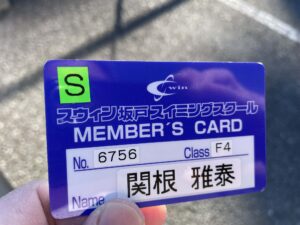 S
win
スウィン坂戸スイミングスクール
MEMBER'S CARD
No. 6756 Class F4
Name 関根 雅泰